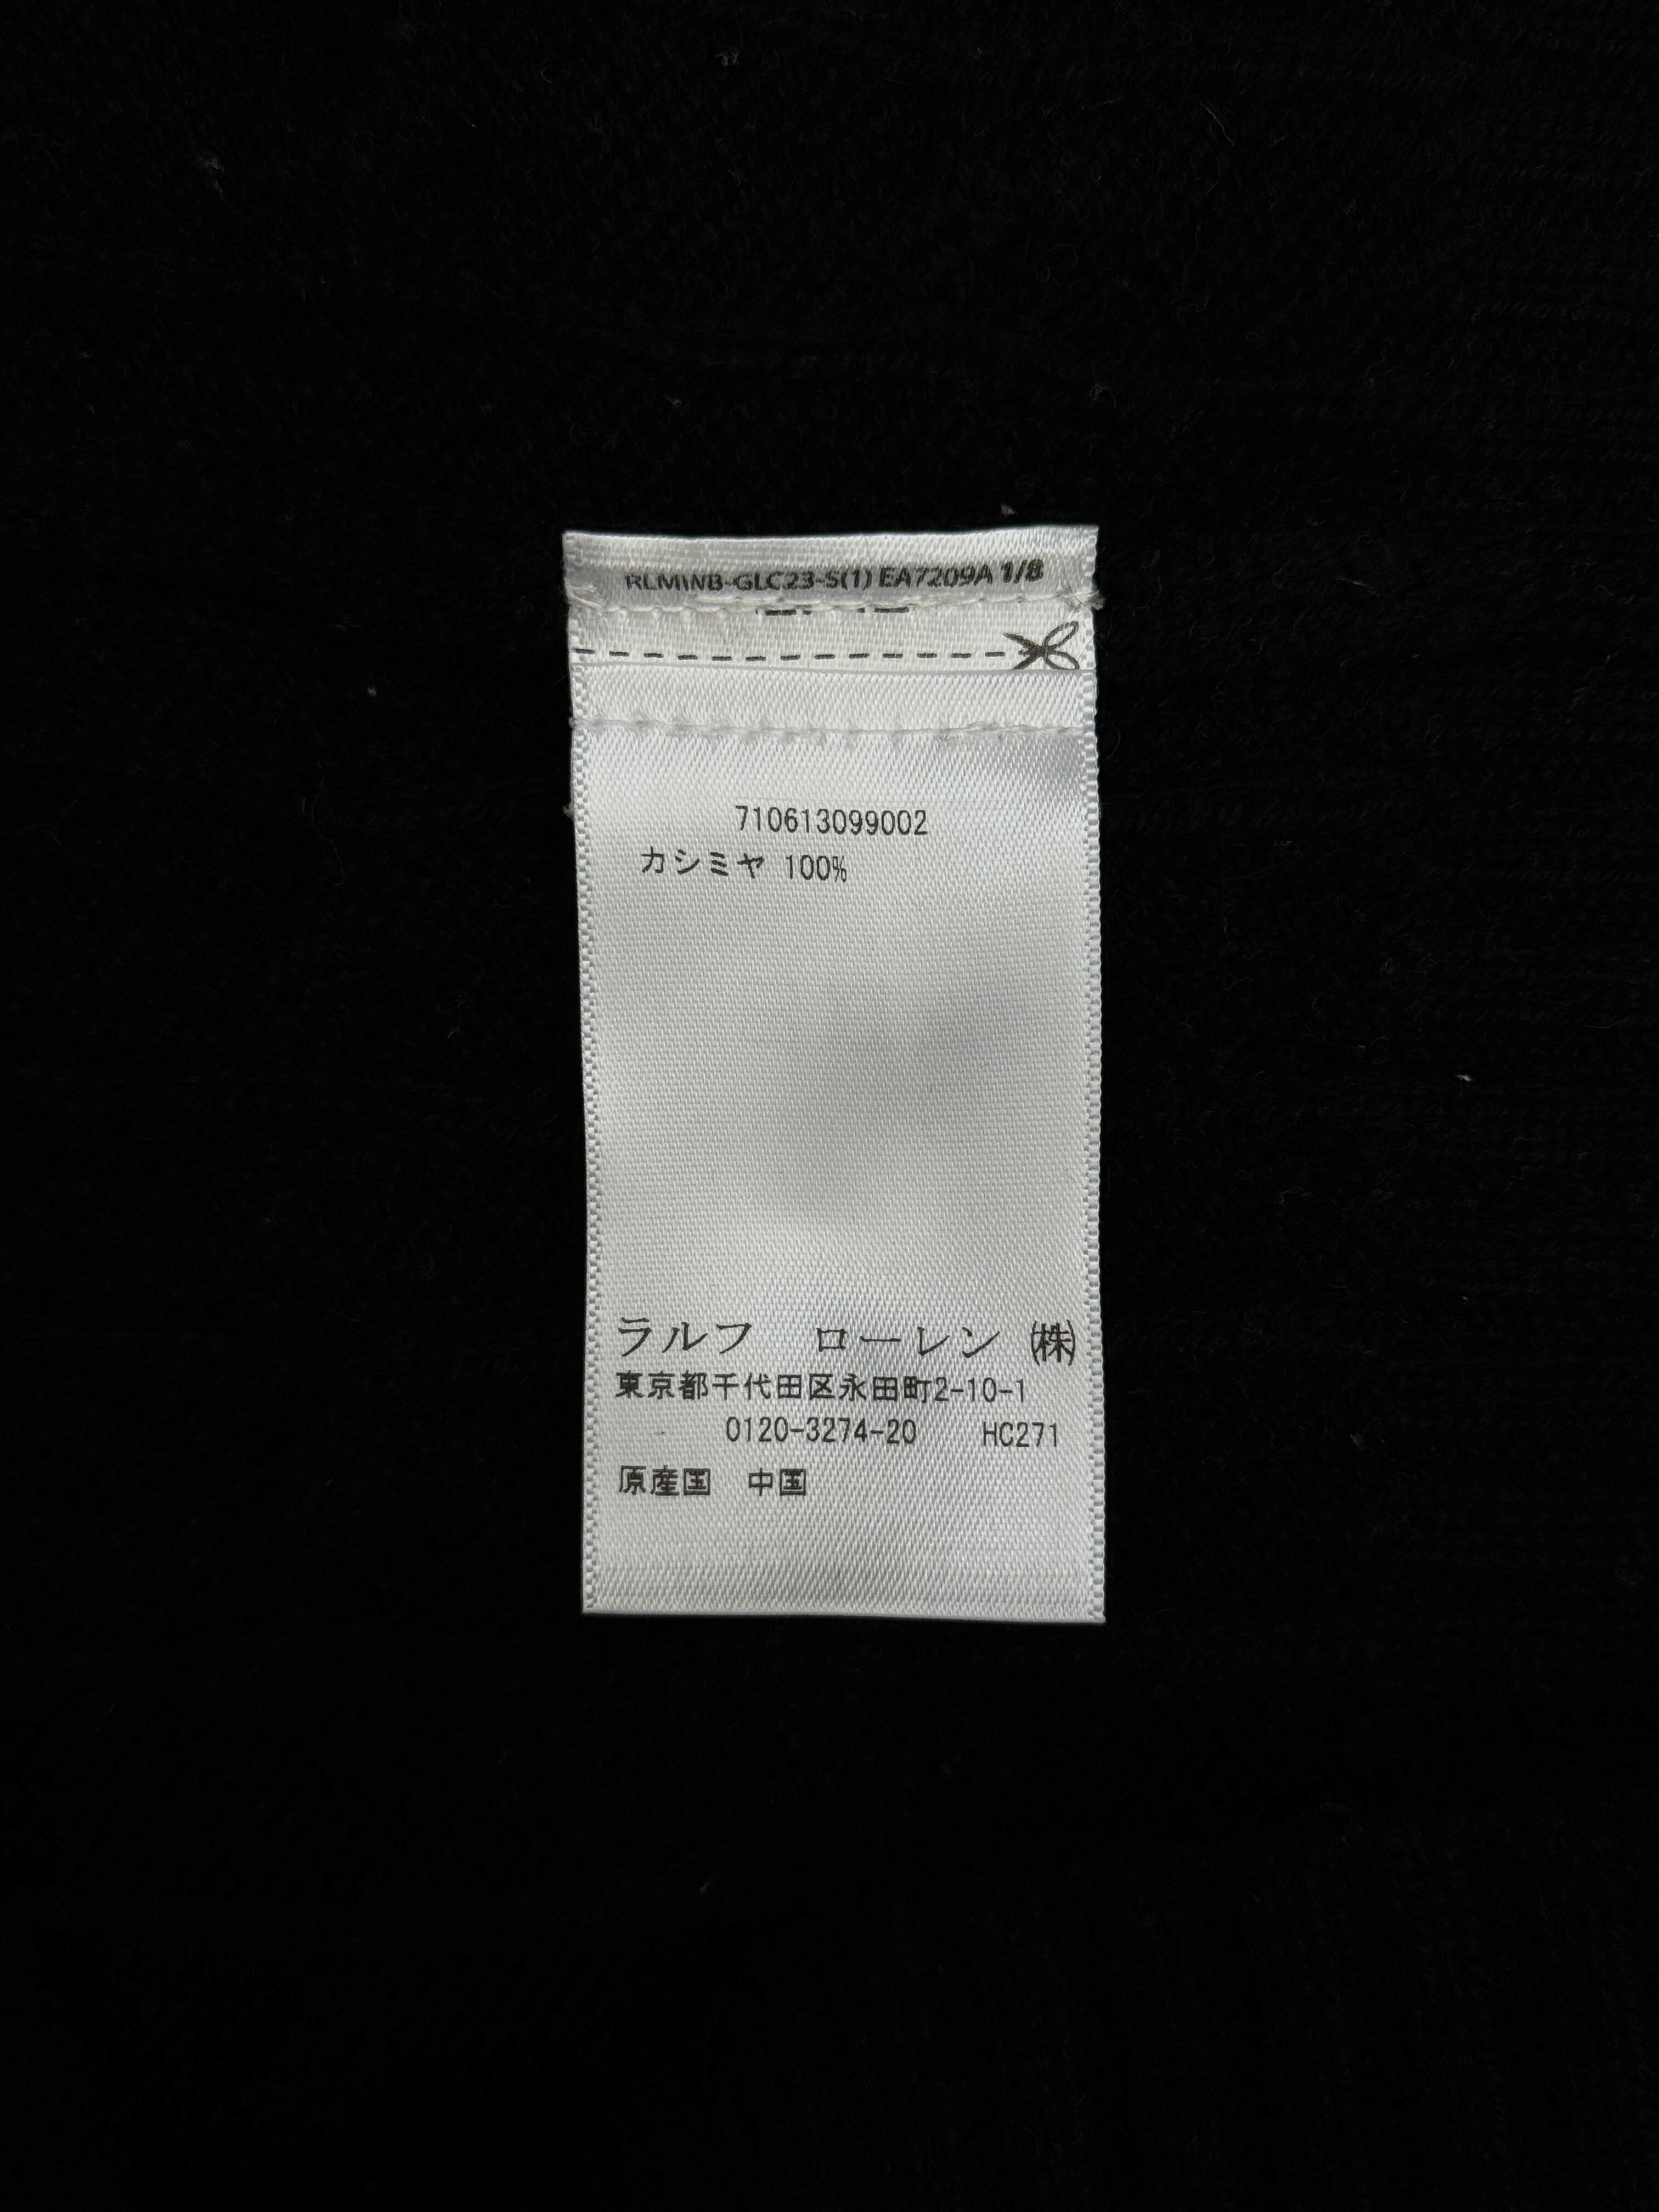 RLMWB-GLC23-S(1) EA7209A 1/8
710613099002
カシミヤ 100%
ラルフ ローレン ㈱
東京都千代田区永田町2-10-1
0120-3274-20 HC271
原産国 中国